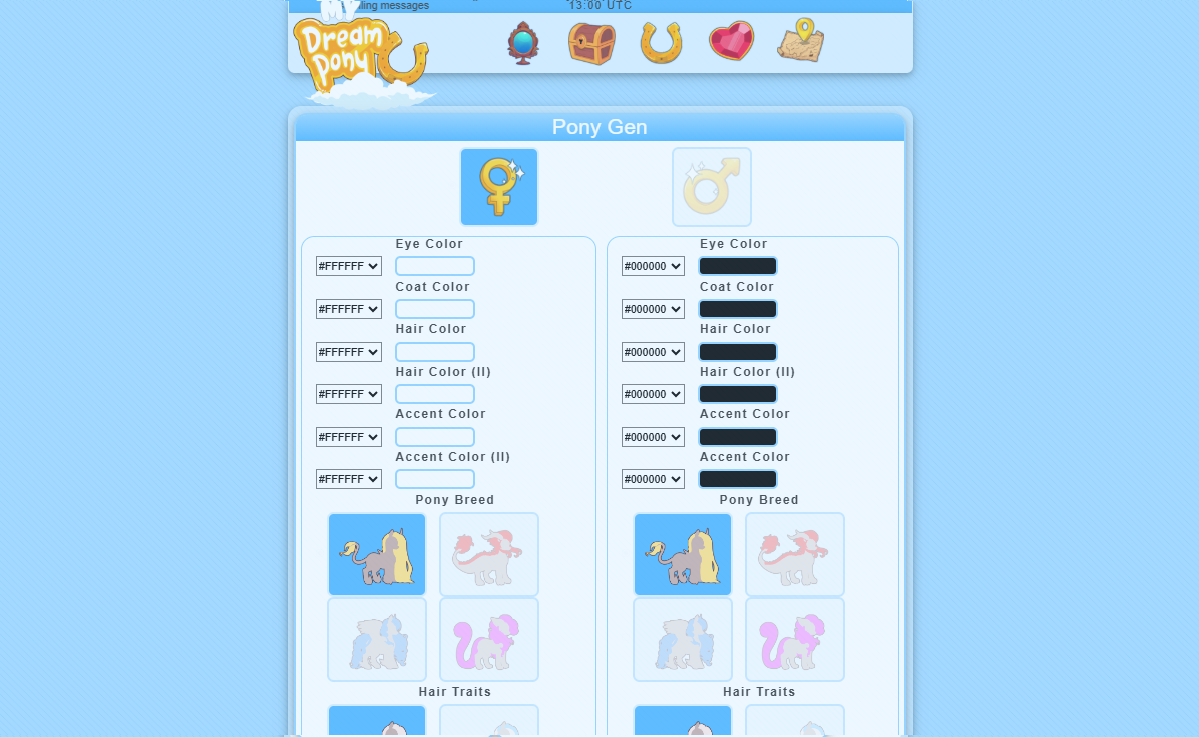 lling messages
13:00 UTC
MY
Dream
Pony
Pony Gen
Eye Color
#FFFFFF
Coat Color
#FFFFFF
Hair Color
#FFFFFF
Hair Color (II)
#FFFFFF
Accent Color
#FFFFFF
Accent Color (II)
#FFFFFF
Pony Breed
Hair Traits
Eye Color
#000000
Coat Color
#000000
Hair Color
#000000
Hair Color (II)
#000000
Accent Color
#000000
Accent Color
#000000
Pony Breed
Hair Traits